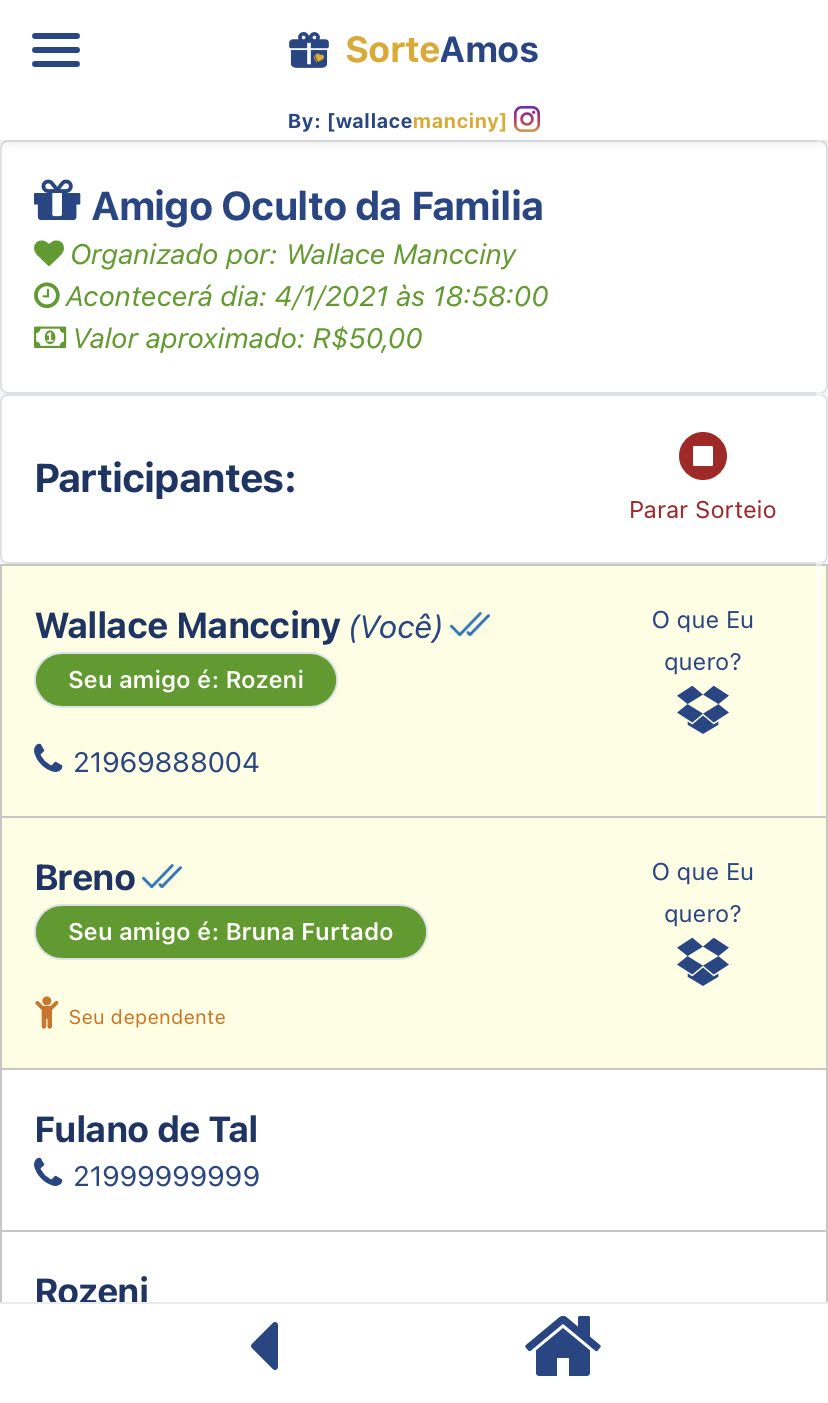 SorteAmos
By: [wallacemanciny]
Amigo Oculto da Familia
Organizado por: Wallace Mancciny
Acontecerá dia: 4/1/2021 às 18:58:00
Valor aproximado: R$50,00
Participantes:
Parar Sorteio
Wallace Mancciny (Você)
O que Eu
quero?
Seu amigo é: Rozeni
21969888004
Breno
O que Eu
quero?
Seu amigo é: Bruna Furtado
Seu dependente
Fulano de Tal
21999999999
Rozeni